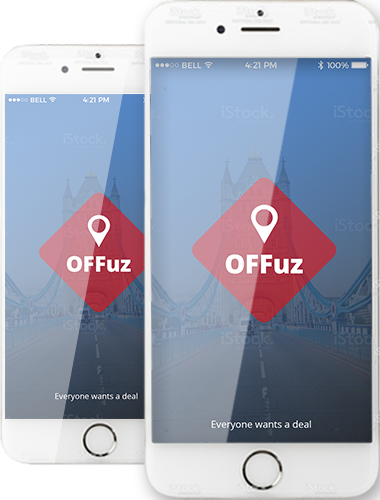 BELL 4:21 PM
OFFuz
Everyone wants a deal
iStock
BELL 4:21 PM 100%
iStock
OFFuz
iStock
Everyone wants a deal